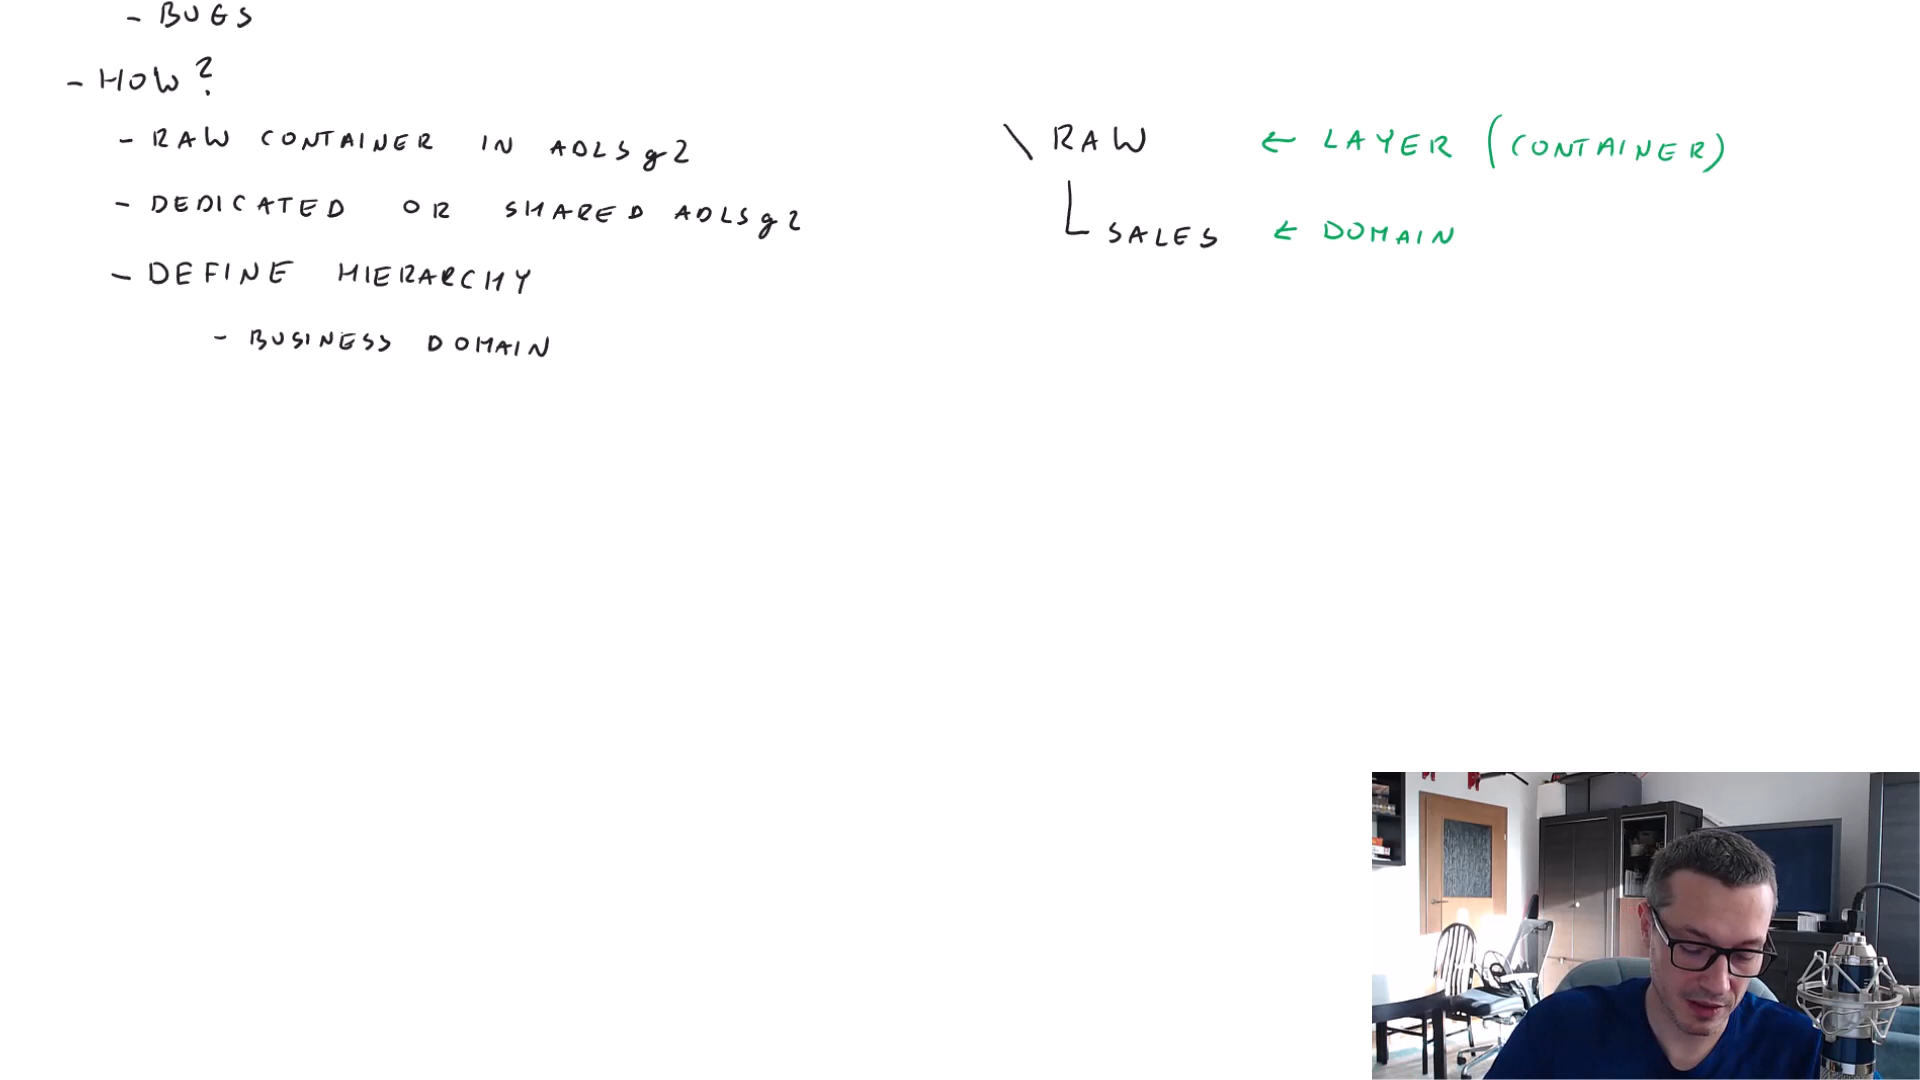 - BUGS
- HOW?
- RAW CONTAINER IN ADLS g2
- DEDICATED OR SHARED ADLS g2
- DEFINE HIERARCHY
- BUSINESS DOMAIN
\ RAW ← LAYER (CONTAINER)
SALES ← DOMAIN